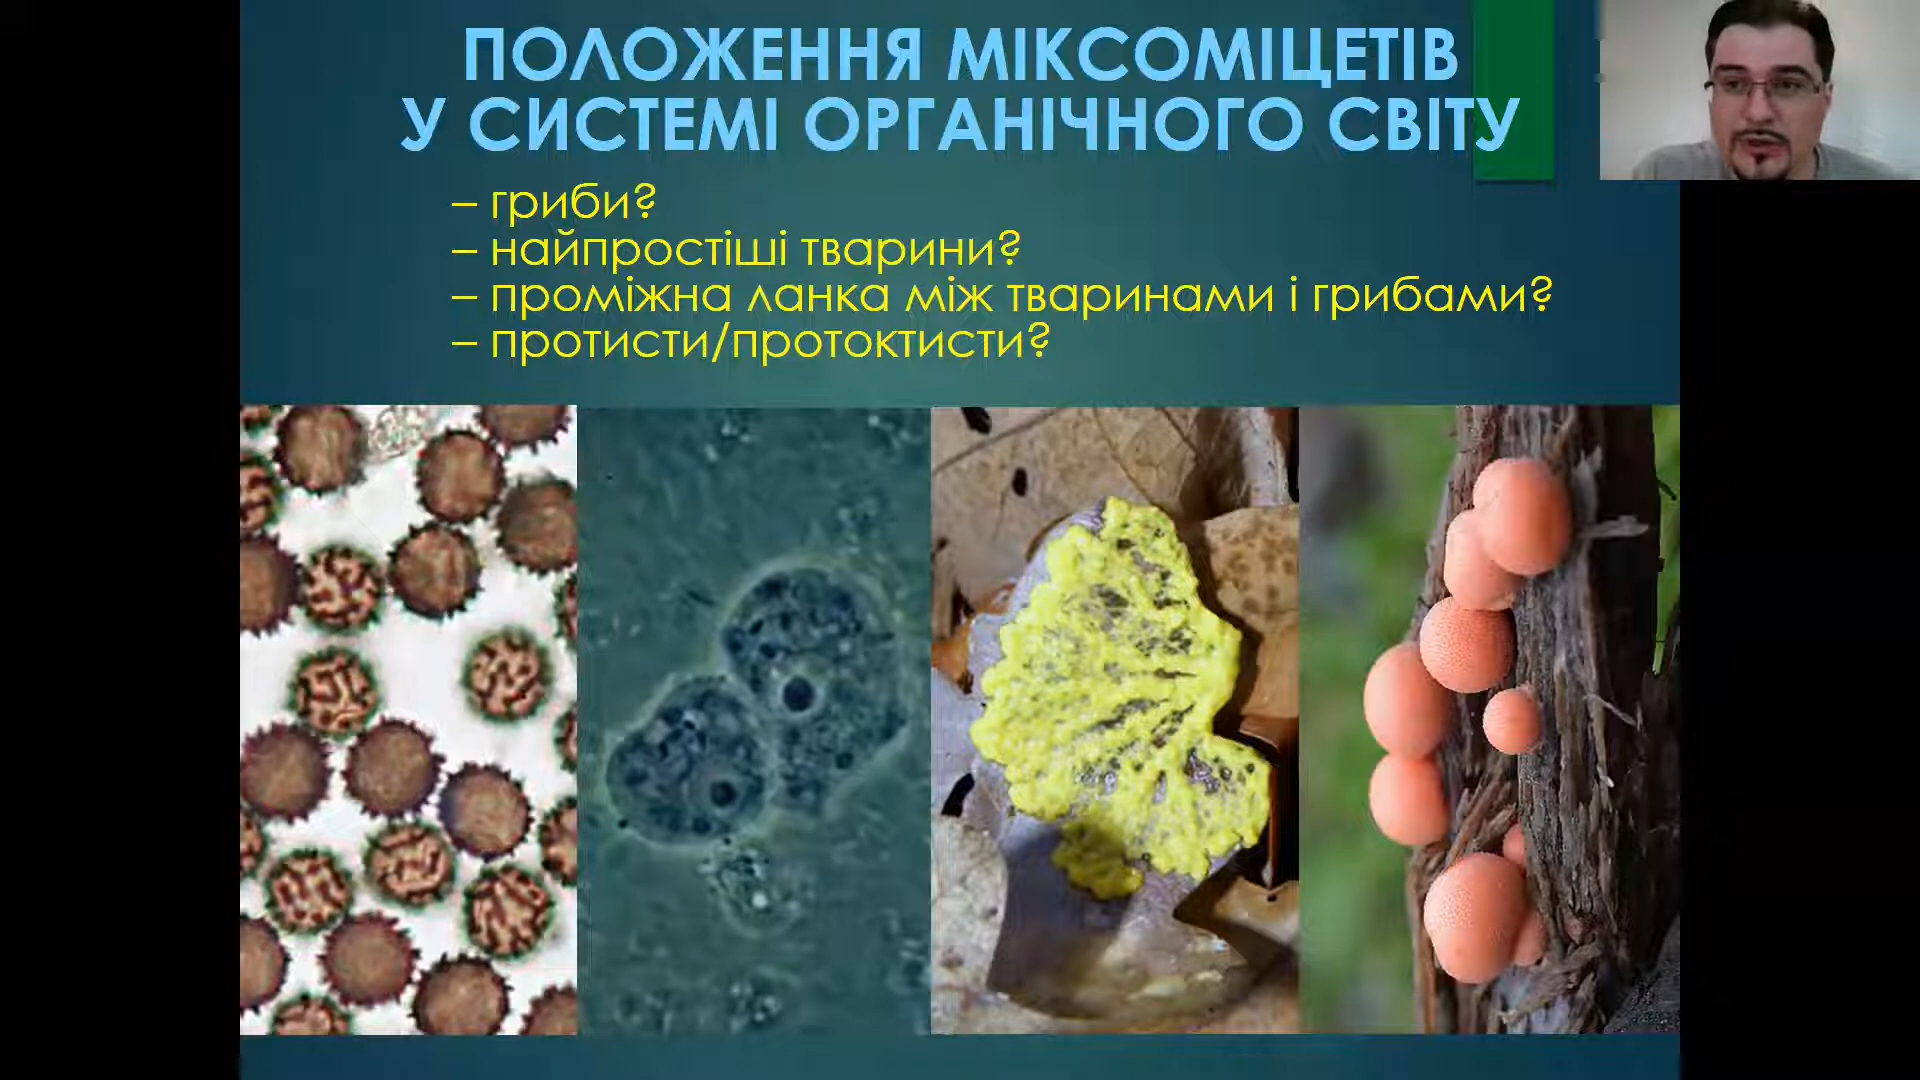 ПОЛОЖЕННЯ МІКСОМІЦЕТІВ
У СИСТЕМІ ОРГАНІЧНОГО СВІТУ
– гриби?
– найпростіші тварини?
– проміжна ланка між тваринами і грибами?
– протисти/протоктисти?